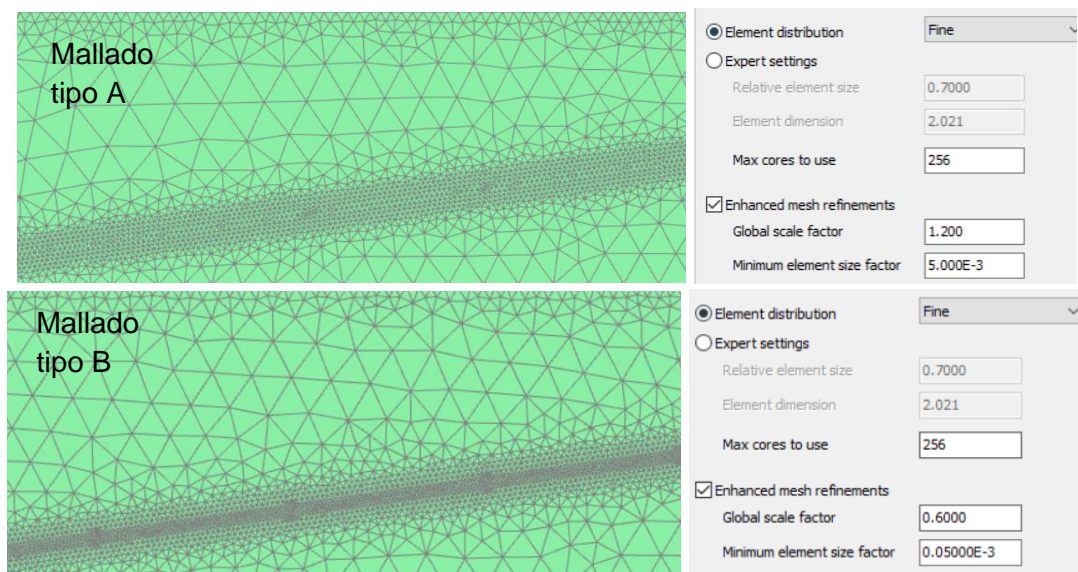 Mallado
tipo A
Element distribution Fine
Expert settings
Relative element size 0.7000
Element dimension 2.021
Max cores to use 256
Enhanced mesh refinements
Global scale factor 1.200
Minimum element size factor 5.000E-3
Mallado
tipo B
Element distribution Fine
Expert settings
Relative element size 0.7000
Element dimension 2.021
Max cores to use 256
Enhanced mesh refinements
Global scale factor 0.6000
Minimum element size factor 0.05000E-3